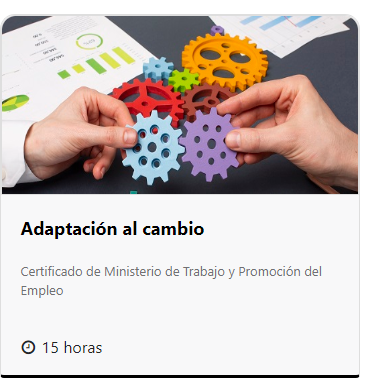 Adaptación al cambio
Certificado de Ministerio de Trabajo y Promoción del
Empleo
15 horas